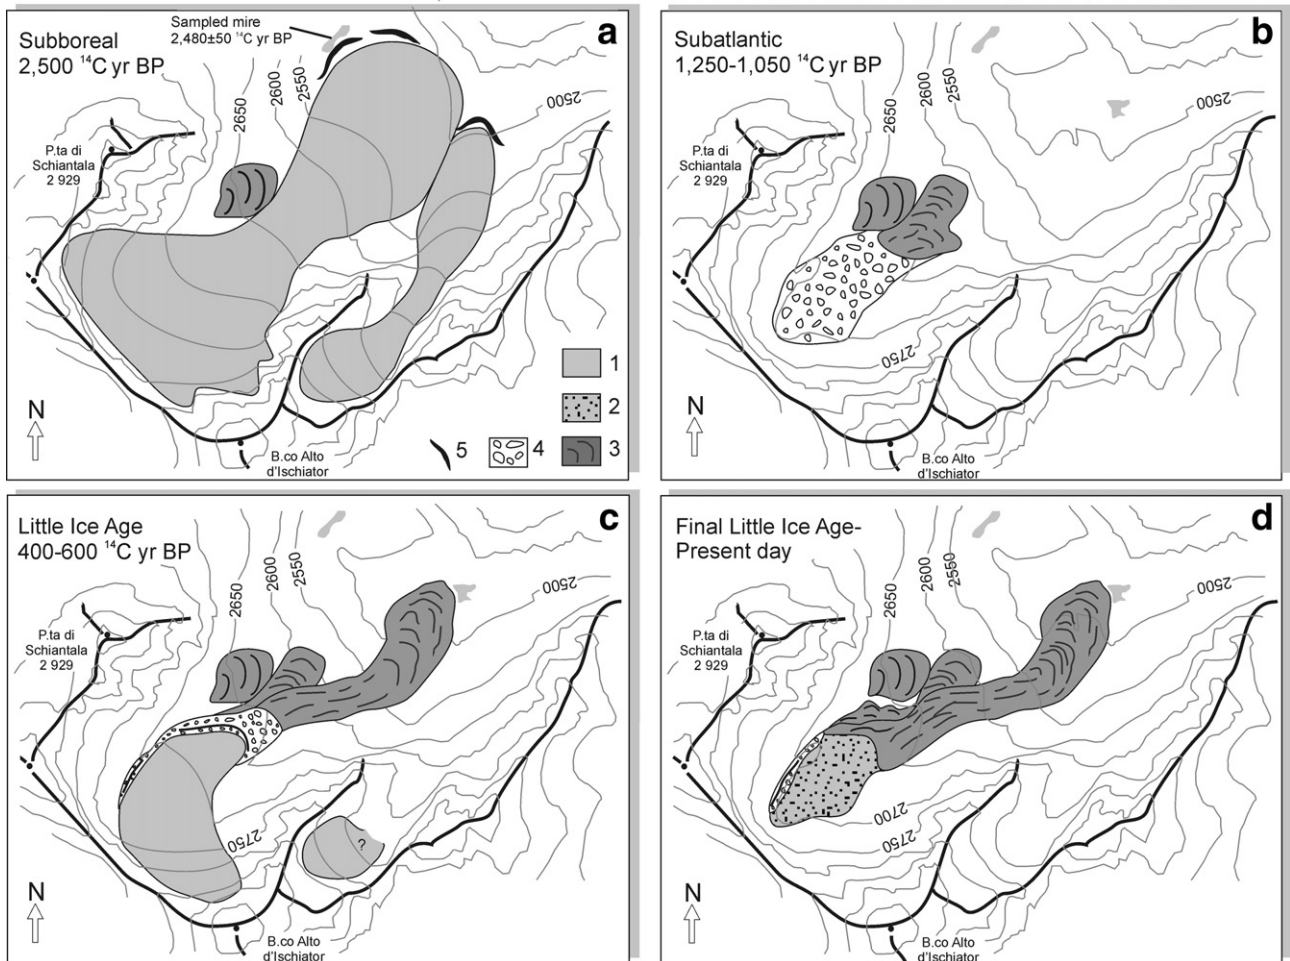 a
Subboreal
2,500 ¹⁴C yr BP
Sampled mire
2,480±50 ¹⁴C yr BP
2650
2600
2550
2500
P.ta di
Schiantala
2 929
N
B.co Alto
d'Ischiator
1
2
3
4
5
b
Subatlantic
1,250-1,050 ¹⁴C yr BP
2650
2600
2550
2500
P.ta di
Schiantala
2 929
2750
N
B.co Alto
d'Ischiator
c
Little Ice Age
400-600 ¹⁴C yr BP
2650
2600
2550
2500
P.ta di
Schiantala
2 929
2750
?
N
B.co Alto
d'Ischiator
d
Final Little Ice Age-
Present day
2650
2600
2550
2500
P.ta di
Schiantala
2 929
2700
2750
N
B.co Alto
d'Ischiator